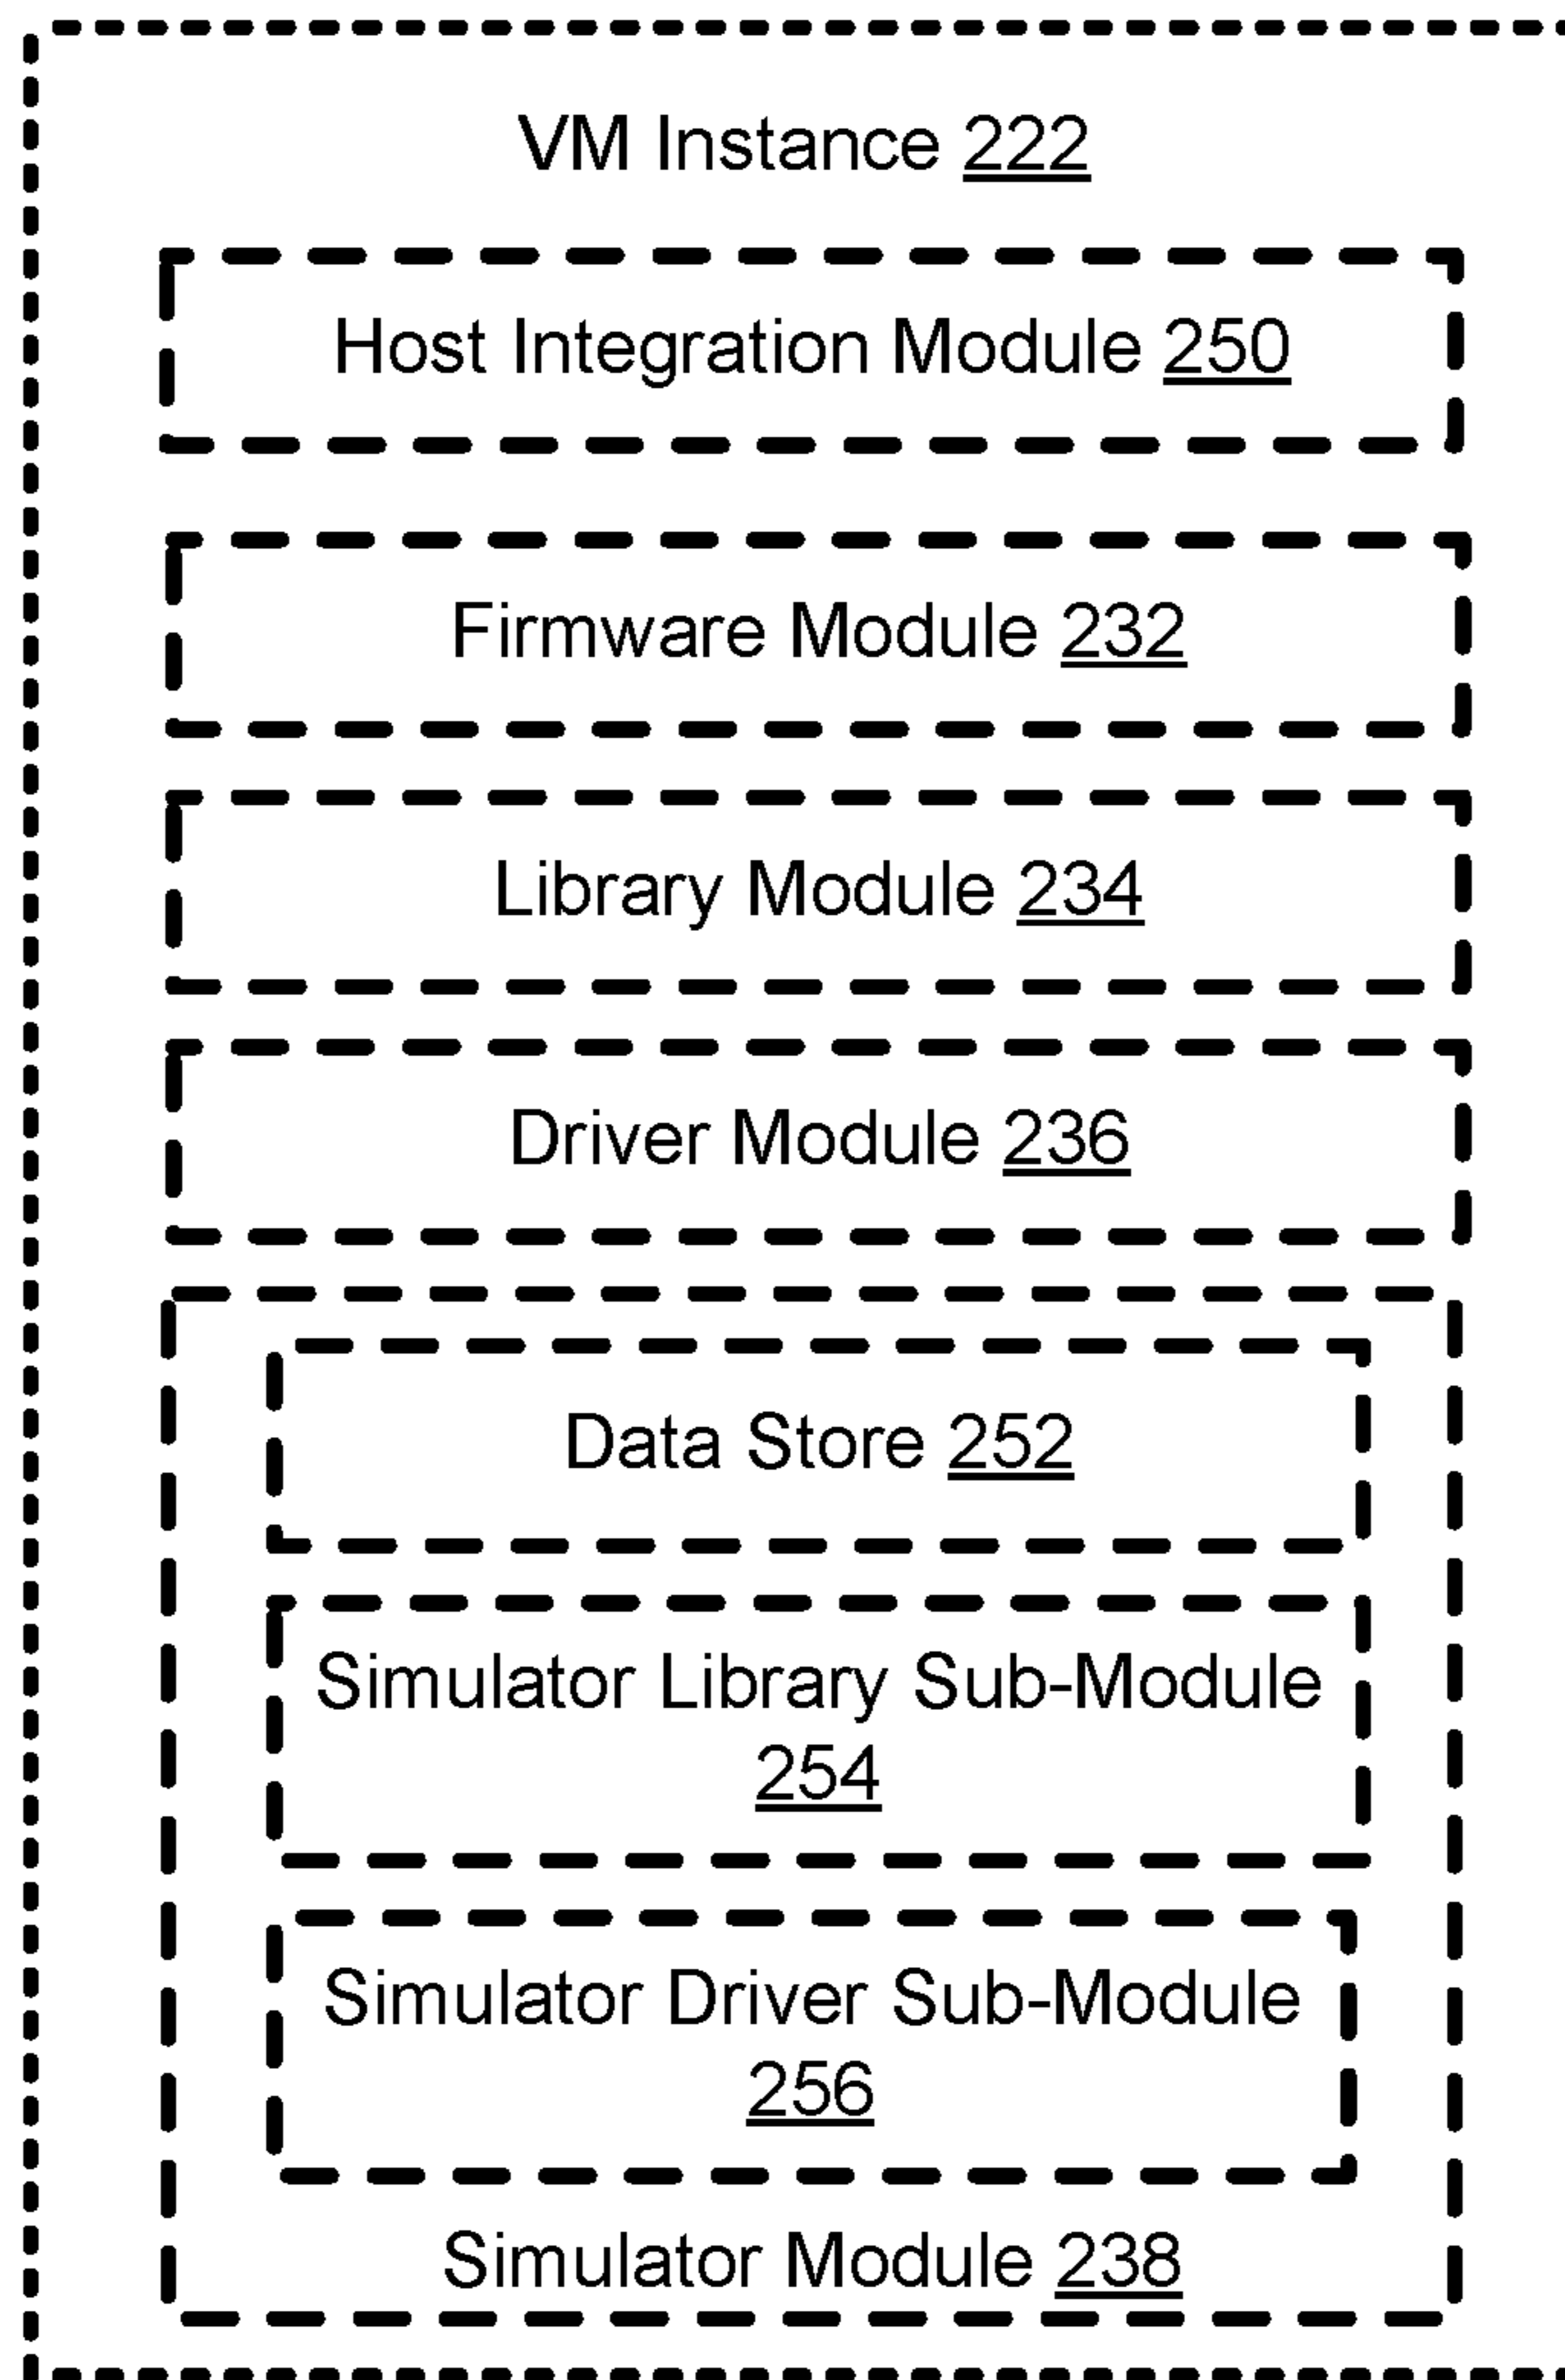 VM Instance 222
Host Integration Module 250
Firmware Module 232
Library Module 234
Driver Module 236
Data Store 252
Simulator Library Sub-Module
254
Simulator Driver Sub-Module
256
Simulator Module 238